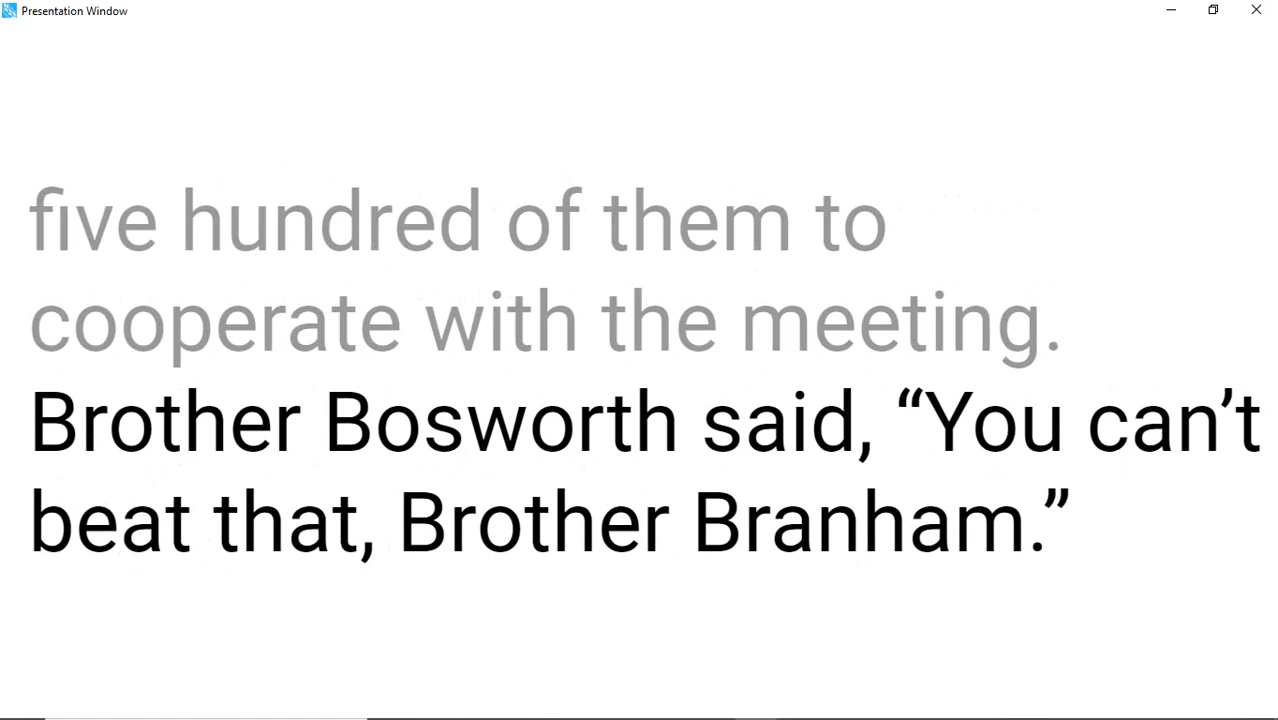 Presentation Window
five hundred of them to
cooperate with the meeting.
Brother Bosworth said, “You can’t
beat that, Brother Branham.”